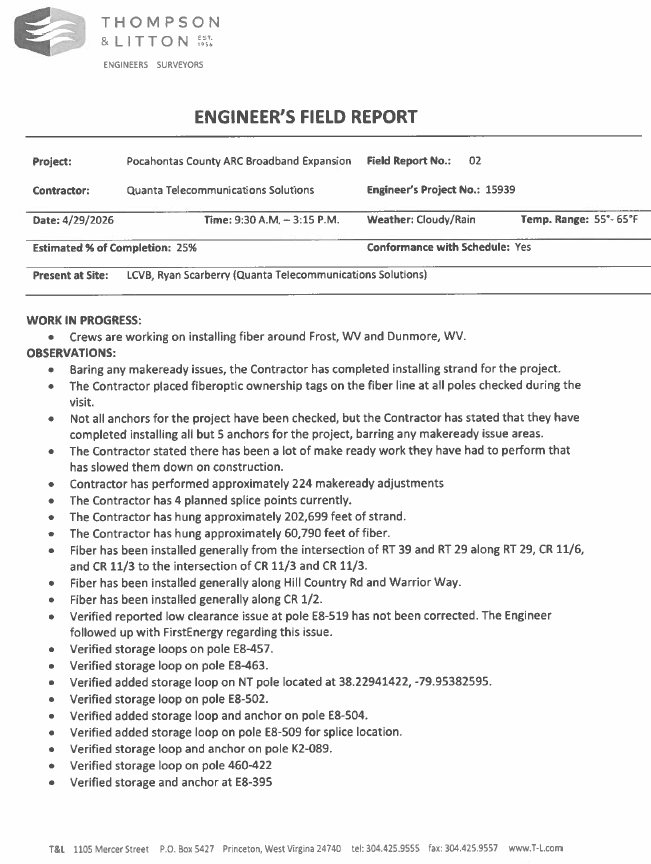 THOMPSON
& LITTON EST. 1956
ENGINEERS SURVEYORS
ENGINEER'S FIELD REPORT
Project: Pocahontas County ARC Broadband Expansion Field Report No.: 02
Contractor: Quanta Telecommunications Solutions Engineer's Project No.: 15939
Date: 4/29/2026 Time: 9:30 A.M. – 3:15 P.M. Weather: Cloudy/Rain Temp. Range: 55°- 65°F
Estimated % of Completion: 25% Conformance with Schedule: Yes
Present at Site: LCVB, Ryan Scarberry (Quanta Telecommunications Solutions)
WORK IN PROGRESS:
• Crews are working on installing fiber around Frost, WV and Dunmore, WV.
OBSERVATIONS:
• Baring any makeready issues, the Contractor has completed installing strand for the project.
• The Contractor placed fiberoptic ownership tags on the fiber line at all poles checked during the
visit.
• Not all anchors for the project have been checked, but the Contractor has stated that they have
completed installing all but 5 anchors for the project, barring any makeready issue areas.
• The Contractor stated there has been a lot of make ready work they have had to perform that
has slowed them down on construction.
• Contractor has performed approximately 224 makeready adjustments
• The Contractor has 4 planned splice points currently.
• The Contractor has hung approximately 202,699 feet of strand.
• The Contractor has hung approximately 60,790 feet of fiber.
• Fiber has been installed generally from the intersection of RT 39 and RT 29 along RT 29, CR 11/6,
and CR 11/3 to the intersection of CR 11/3 and CR 11/3.
• Fiber has been installed generally along Hill Country Rd and Warrior Way.
• Fiber has been installed generally along CR 1/2.
• Verified reported low clearance issue at pole E8-519 has not been corrected. The Engineer
followed up with FirstEnergy regarding this issue.
• Verified storage loops on pole E8-457.
• Verified storage loop on pole E8-463.
• Verified added storage loop on NT pole located at 38.22941422, -79.95382595.
• Verified storage loop on pole E8-502.
• Verified added storage loop and anchor on pole E8-504.
• Verified added storage loop on pole E8-509 for splice location.
• Verified storage loop and anchor on pole K2-089.
• Verified storage loop on pole 460-422
• Verified storage and anchor at E8-395
T&L 1105 Mercer Street P.O. Box 5427 Princeton, West Virgina 24740 tel: 304.425.9555 fax: 304.425.9557 www.T-L.com